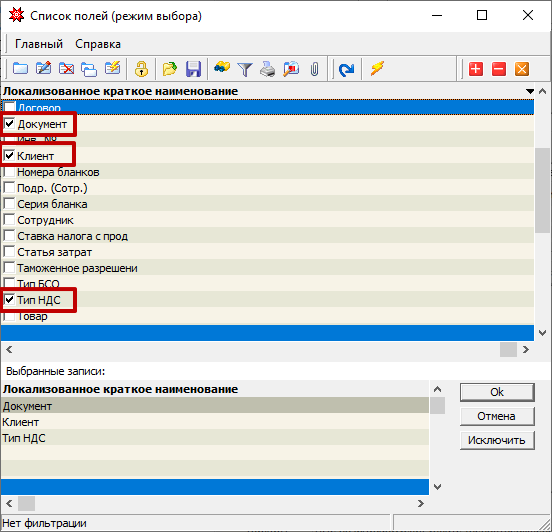 Список полей (режим выбора)
Главный Справка
Локализованное краткое наименование
Договор
Документ
Инв. №
Клиент
Номера бланков
Подр. (Сотр.)
Серия бланка
Сотрудник
Ставка налога с прод
Статья затрат
Таможенное разрешени
Тип БСО
Тип НДС
Товар
Выбранные записи:
Локализованное краткое наименование
Документ
Клиент
Тип НДС
Ok
Отмена
Исключить
Нет фильтрации